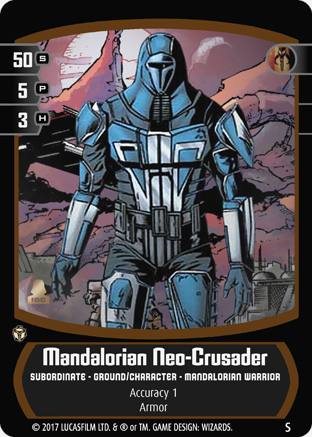 50 S
5 P
3 H
IDC
Mandalorian Neo-Crusader
SUBORDINATE - GROUND/CHARACTER - MANDALORIAN WARRIOR
Accuracy 1
Armor
© 2017 LUCASFILM LTD. & ® or TM. GAME DESIGN: WIZARDS.
S